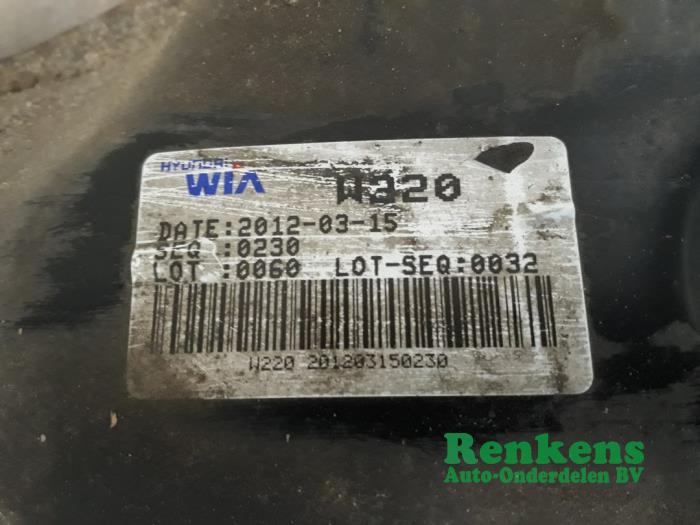 HYUNDAI
WIA W220
DATE:2012-03-15
SEQ :0230
LOT :0060 LOT-SEQ:0032
W220 201203150230
Renkens
Auto-Onderdelen BV